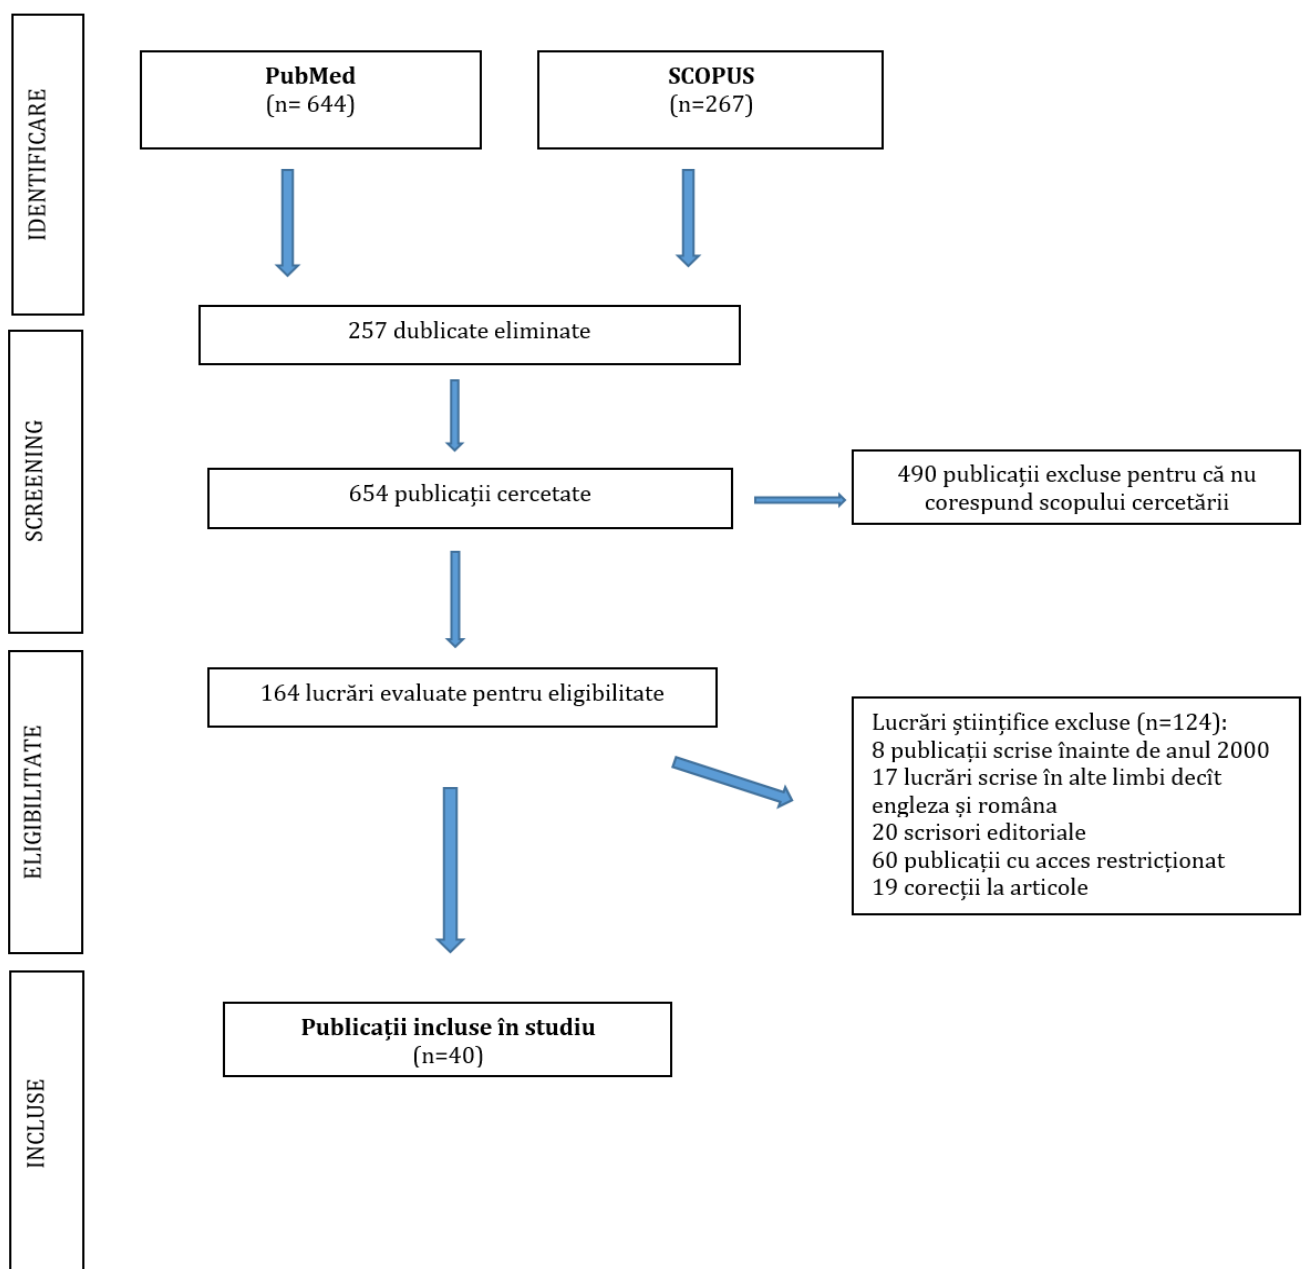 IDENTIFICARE
PubMed
(n= 644)
SCOPUS
(n=267)
257 dublicate eliminate
SCREENING
654 publicații cercetate
490 publicații excluse pentru că nu
corespund scopului cercetării
ELIGIBILITATE
164 lucrări evaluate pentru eligibilitate
Lucrări științifice excluse (n=124):
8 publicații scrise înainte de anul 2000
17 lucrări scrise în alte limbi decît
engleza și româna
20 scrisori editoriale
60 publicații cu acces restricționat
19 corecții la articole
INCLUSE
Publicații incluse în studiu
(n=40)